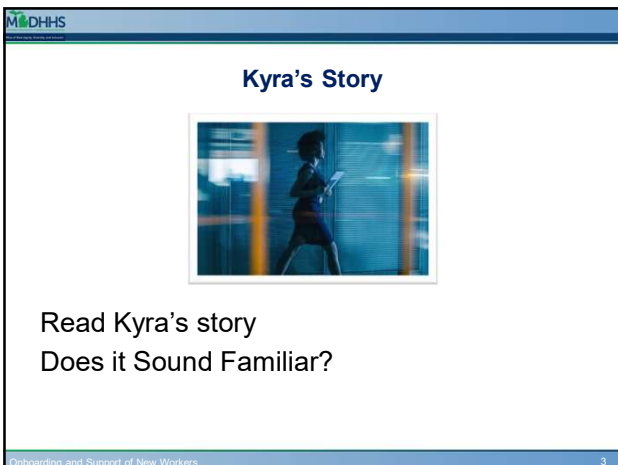 MDHHS
Kyra's Story
Read Kyra's story
Does it Sound Familiar?
Onboarding and Support of New Workers 3